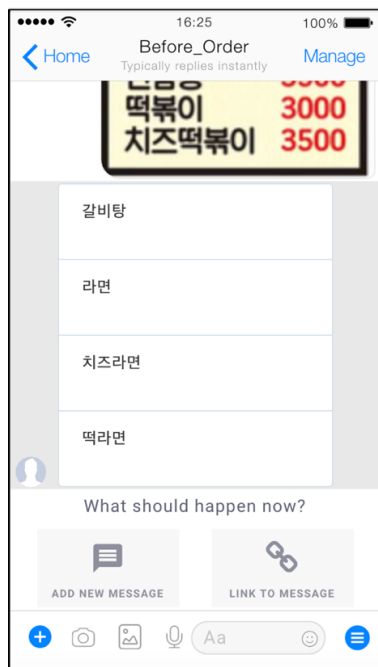 16:25
100%
Home
Before_Order
Manage
Typically replies instantly
떡볶이 3000
치즈떡볶이 3500
갈비탕
라면
치즈라면
떡라면
What should happen now?
ADD NEW MESSAGE
LINK TO MESSAGE
Aa